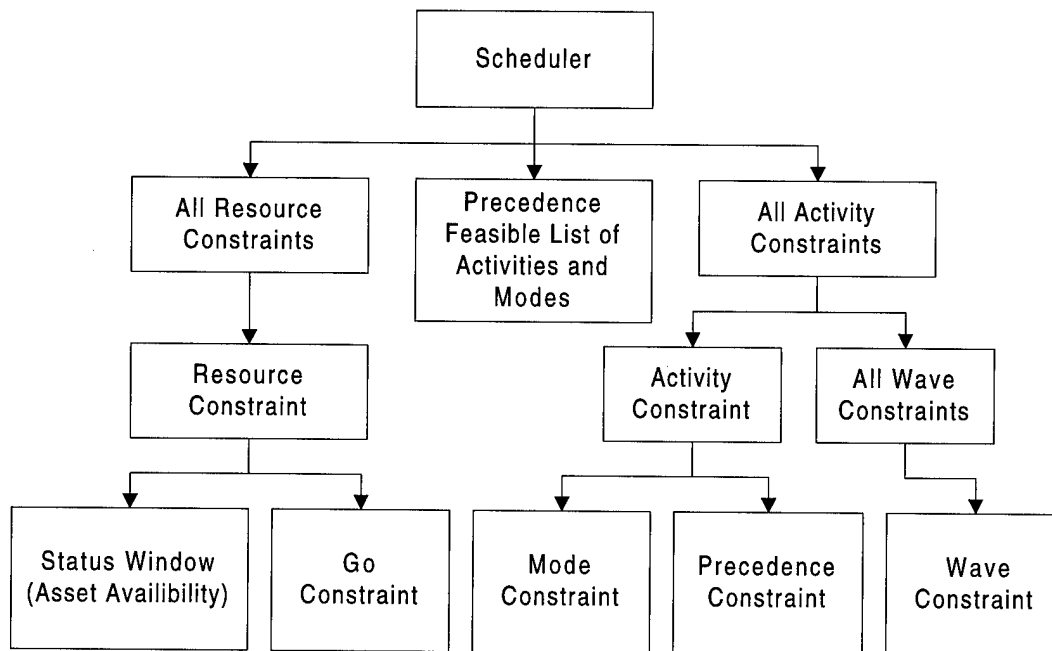 Scheduler
All Resource
Constraints
Precedence
Feasible List of
Activities and
Modes
All Activity
Constraints
Resource
Constraint
Activity
Constraint
All Wave
Constraints
Status Window
(Asset Availibility)
Go
Constraint
Mode
Constraint
Precedence
Constraint
Wave
Constraint